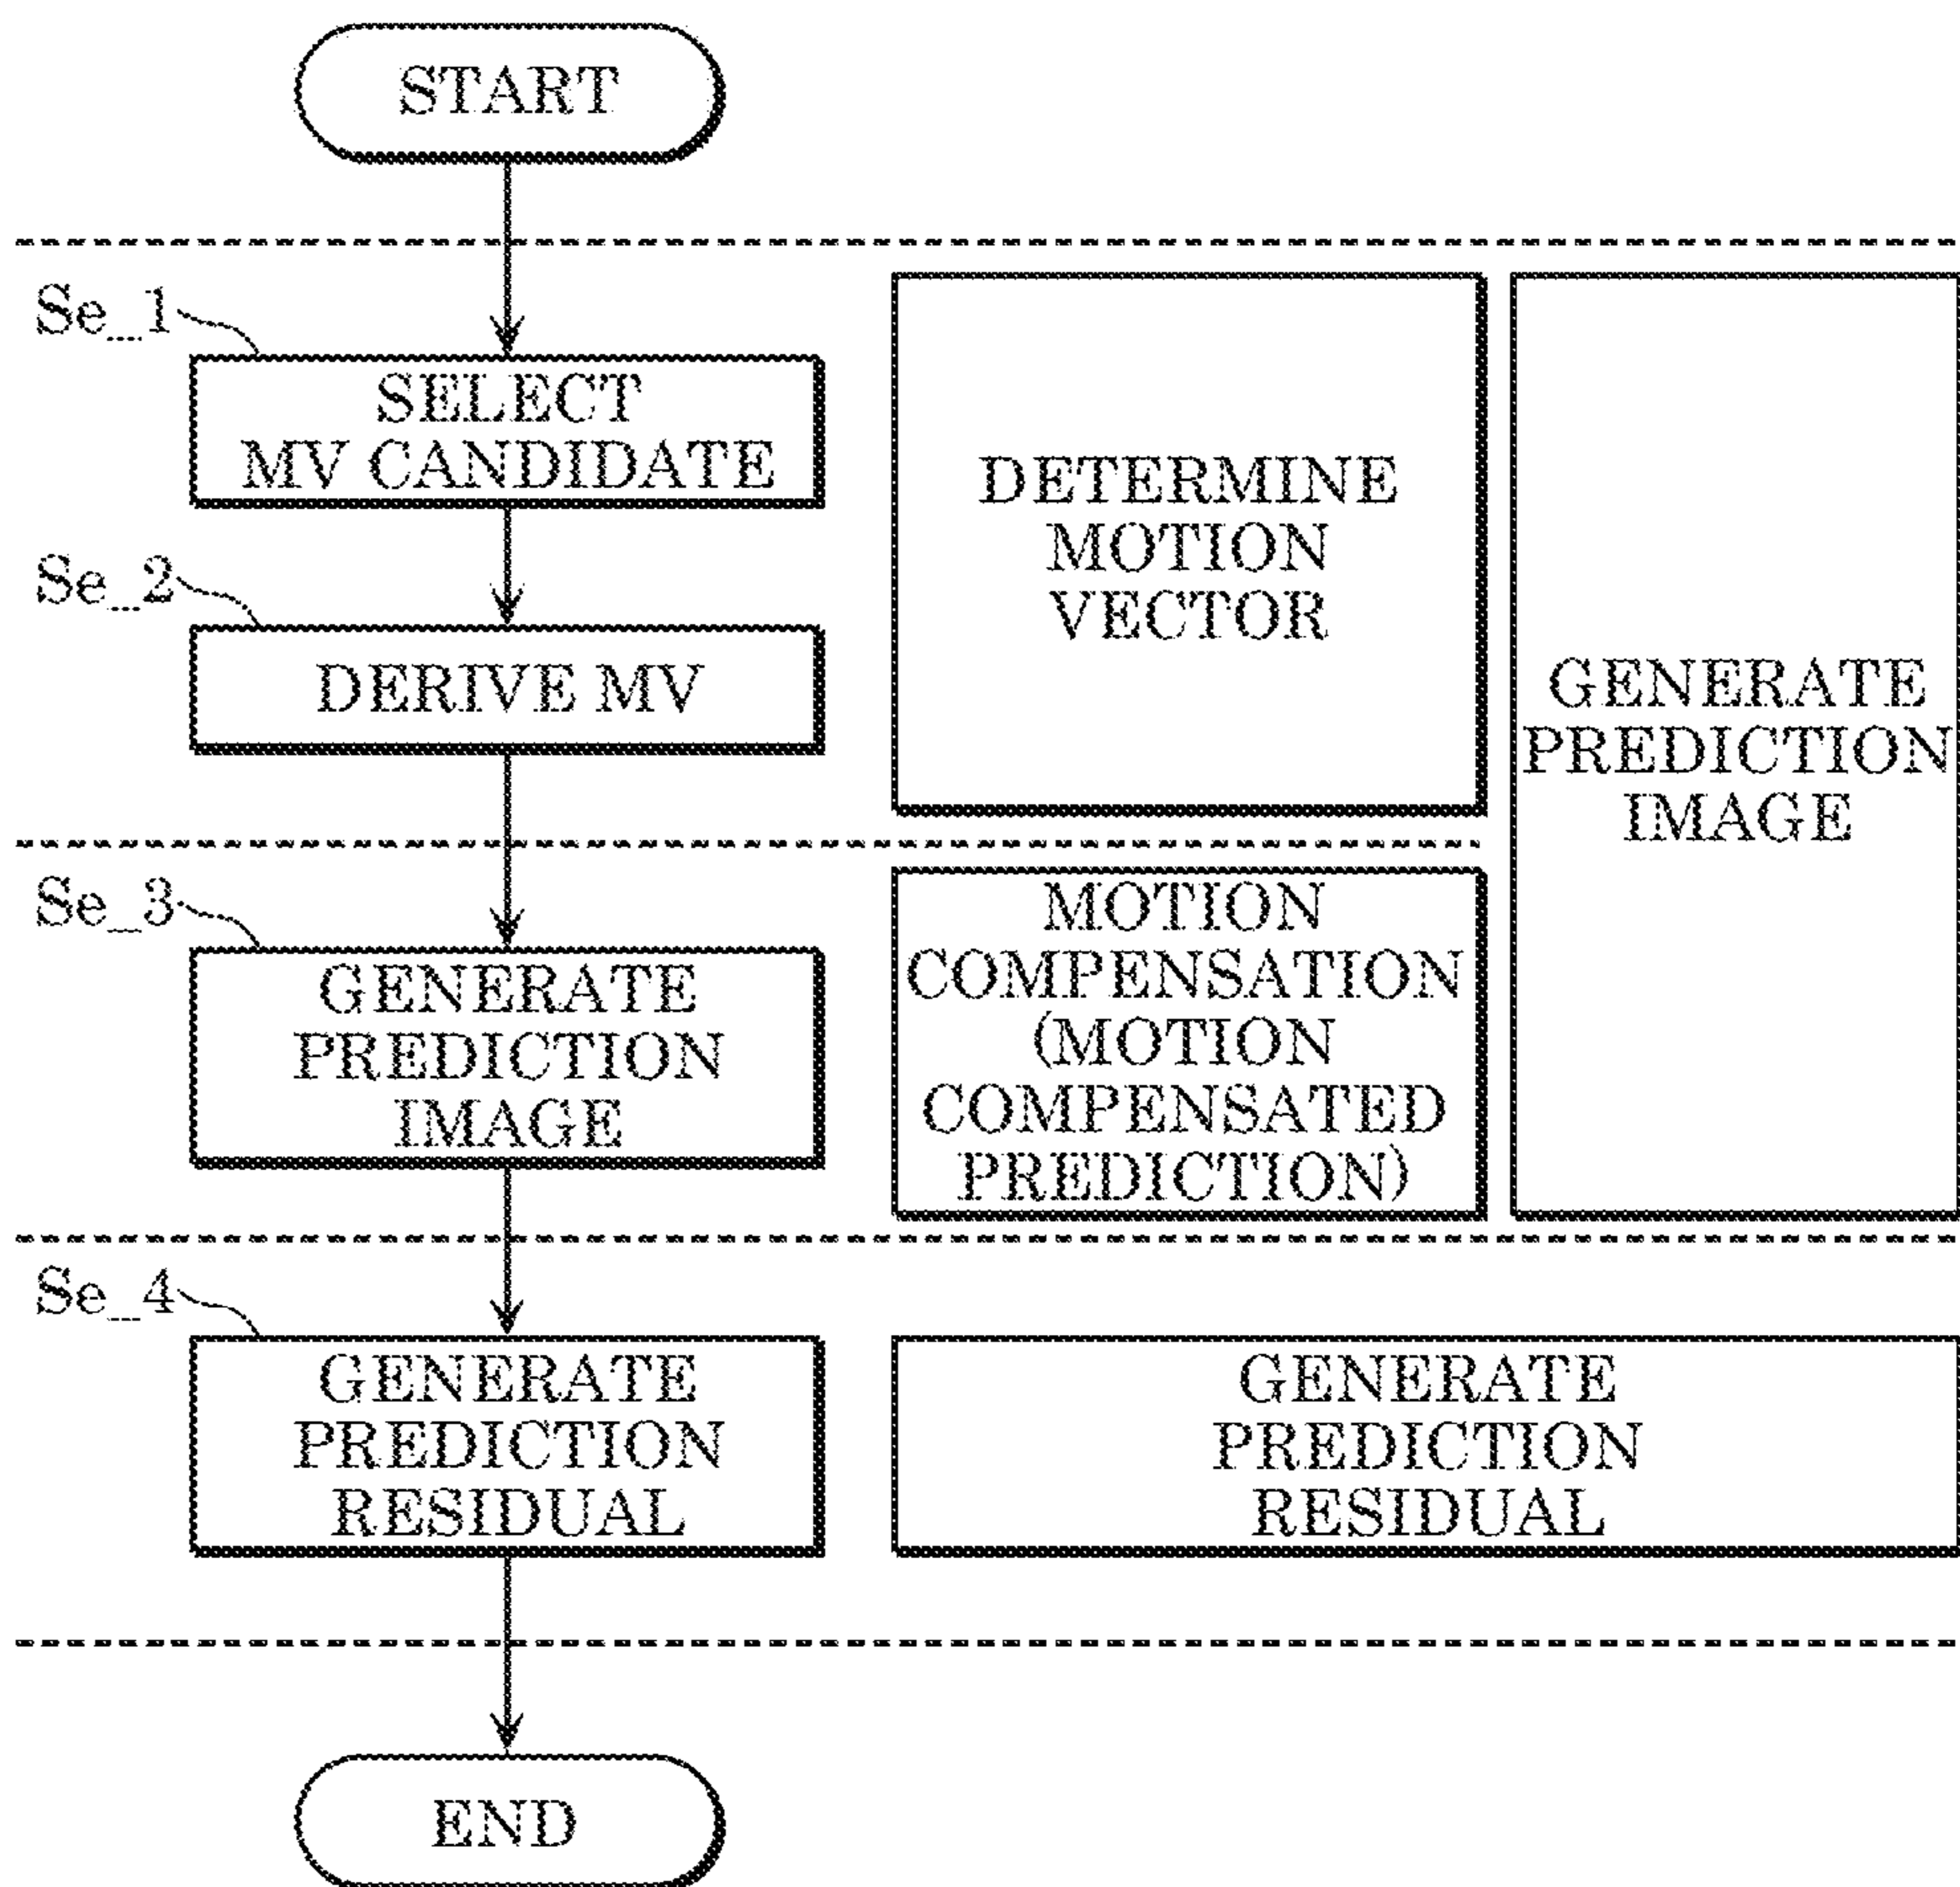 START
Se_1
SELECT
MV CANDIDATE
Se_2
DERIVE MV
DETERMINE
MOTION
VECTOR
GENERATE
PREDICTION
IMAGE
Se_3
GENERATE
PREDICTION
IMAGE
MOTION
COMPENSATION
(MOTION
COMPENSATED
PREDICTION)
Se_4
GENERATE
PREDICTION
RESIDUAL
GENERATE
PREDICTION
RESIDUAL
END